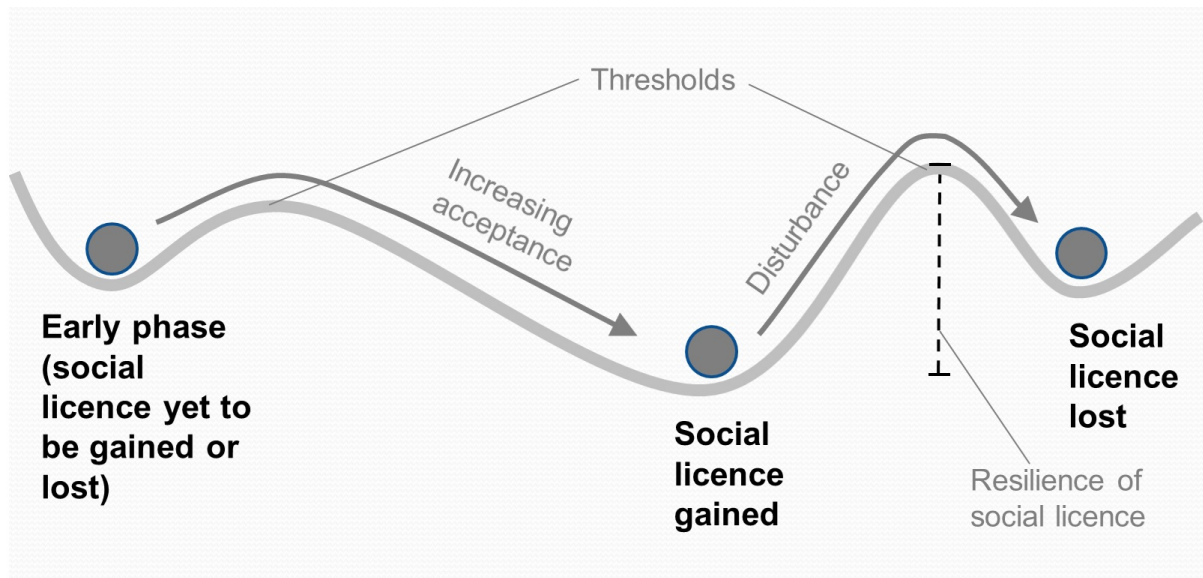 Thresholds
Increasing
acceptance
Disturbance
Early phase
(social
licence yet to
be gained or
lost)
Social
licence
gained
Social
licence
lost
Resilience of
social licence